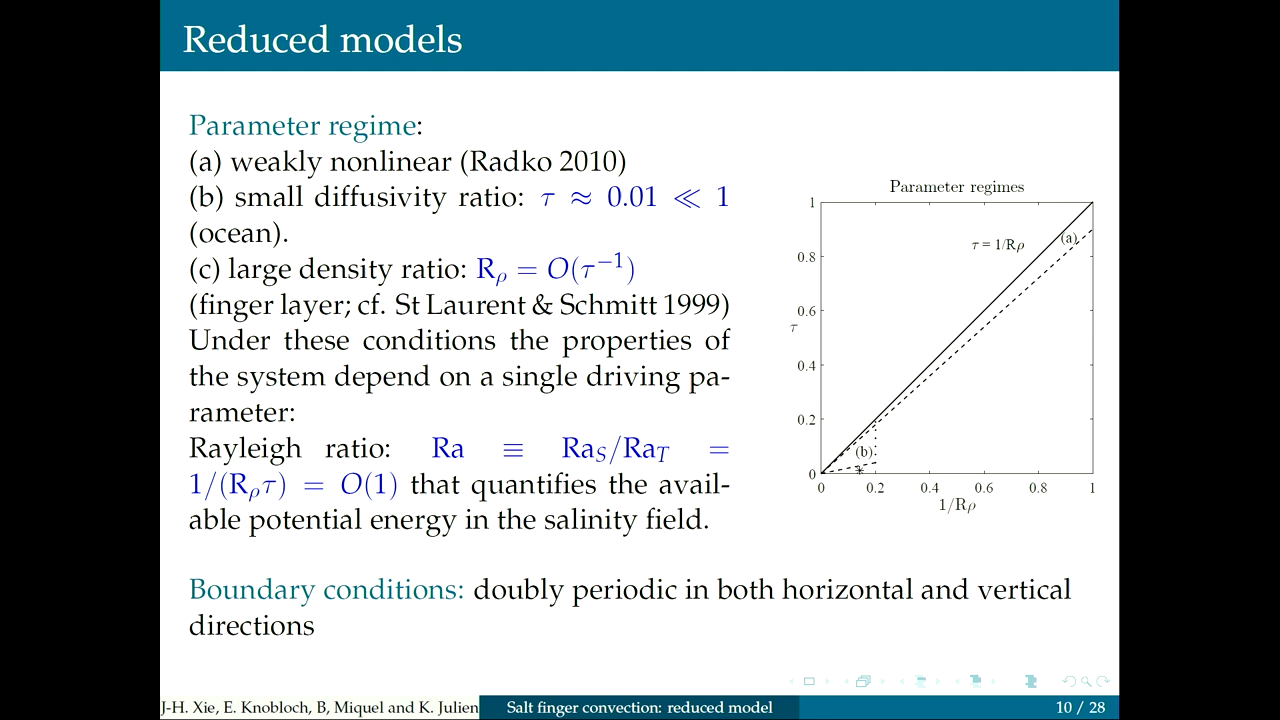 Reduced models
Parameter regime:
(a) weakly nonlinear (Radko 2010)
(b) small diffusivity ratio: τ ≈ 0.01 ≪ 1
(ocean).
(c) large density ratio: Rρ = O(τ⁻¹)
(finger layer; cf. St Laurent & Schmitt 1999)
Under these conditions the properties of
the system depend on a single driving pa-
rameter:
Rayleigh ratio: Ra ≡ RaS/RaT =
1/(Rρτ) = O(1) that quantifies the avail-
able potential energy in the salinity field.
Parameter regimes
1
0.8
0.6
0.4
0.2
0
τ
τ = 1/Rρ
(a)
(b)
*
0 0.2 0.4 0.6 0.8 1
1/Rρ
Boundary conditions: doubly periodic in both horizontal and vertical
directions
J-H. Xie, E. Knobloch, B, Miquel and K. Julien
Salt finger convection: reduced model
10 / 28